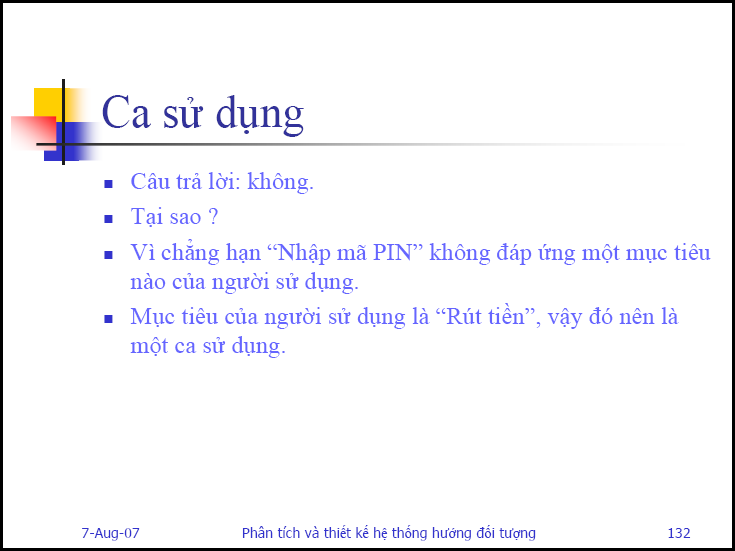 Ca sử dụng
Câu trả lời: không.
Tại sao ?
Vì chẳng hạn “Nhập mã PIN” không đáp ứng một mục tiêu
nào của người sử dụng.
Mục tiêu của người sử dụng là “Rút tiền”, vậy đó nên là
một ca sử dụng.
7-Aug-07 Phân tích và thiết kế hệ thống hướng đối tượng 132